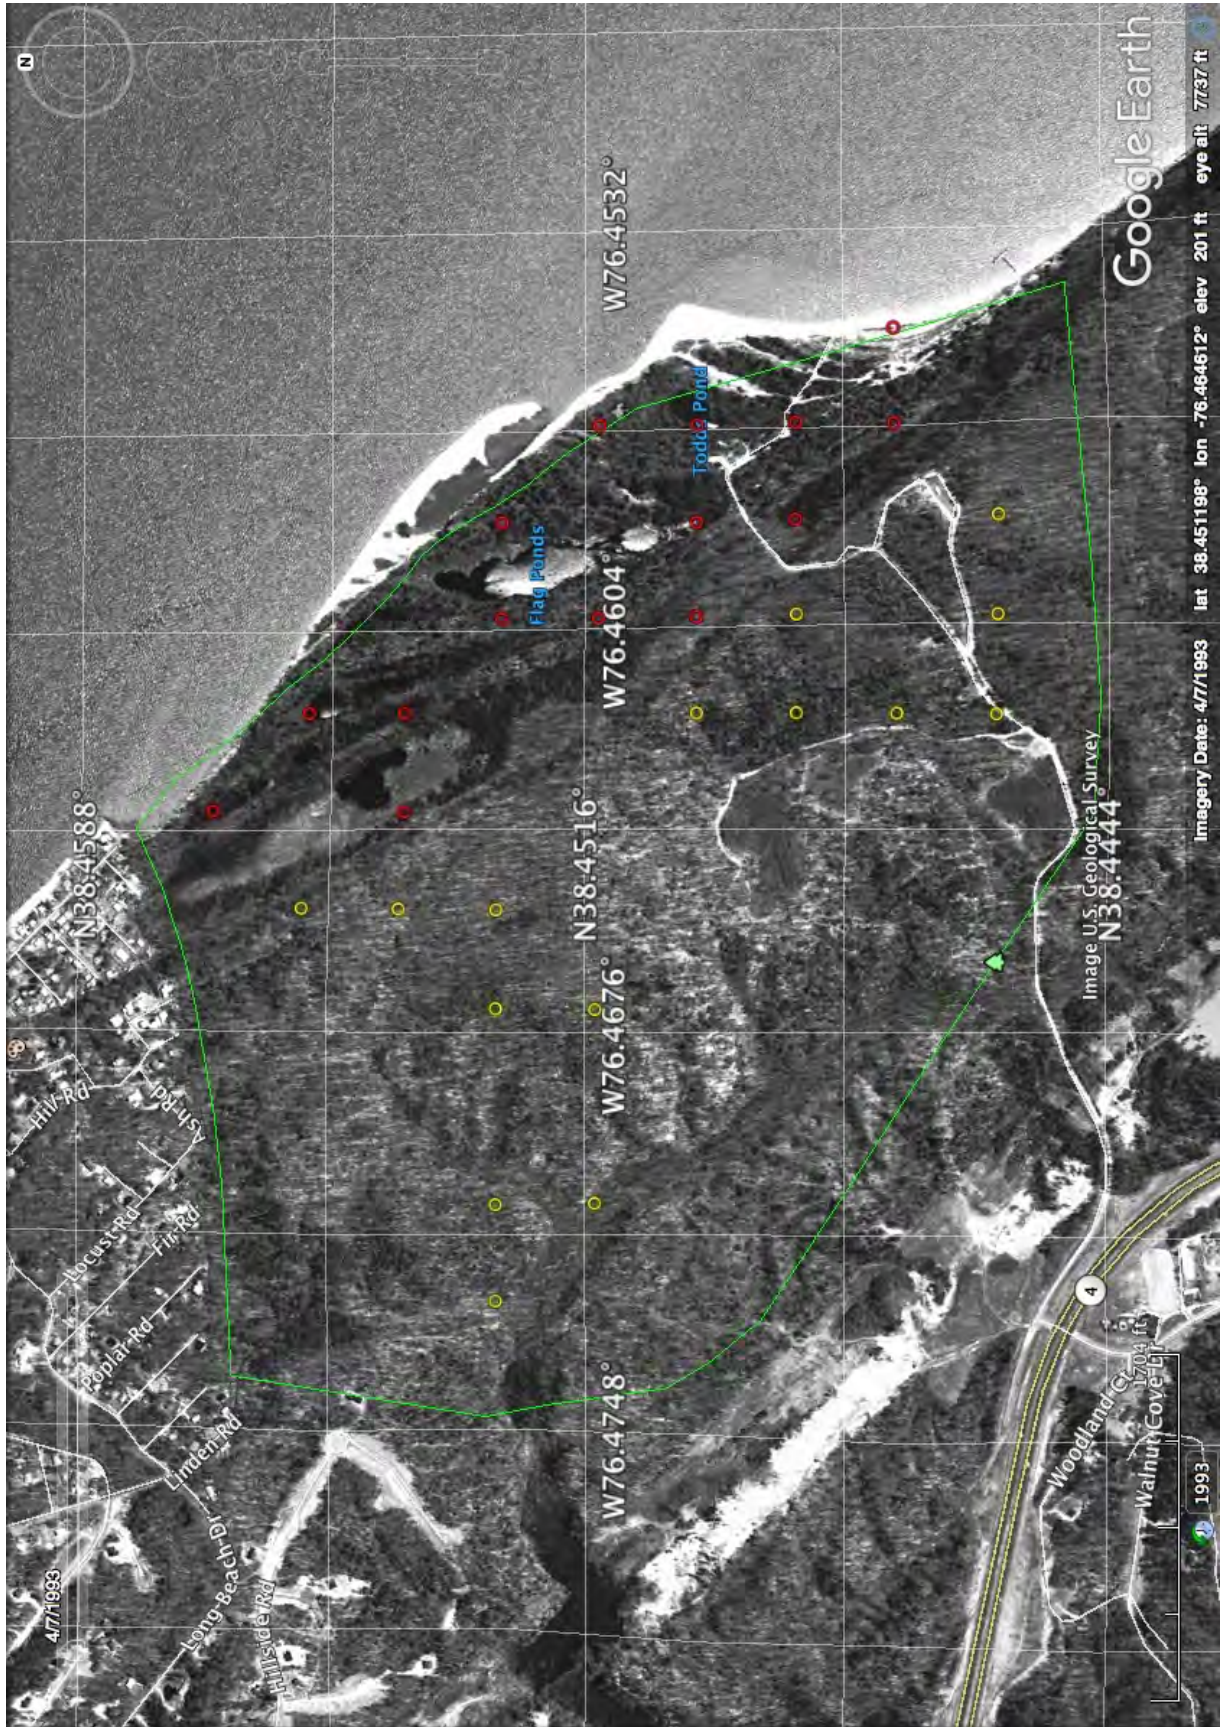 4/7/1993
Hill Rd
Ash Rd
Locust Rd
Fir Rd
Poplar Rd
Linden Rd
Long Beach Dr
Hillside Rd
N38.4588°
N38.4516°
N38.4444°
W76.4748°
W76.4676°
W76.4604°
W76.4532°
Flag Ponds
Todds Pond
N
4
Woodland Ct
Walnut Cove Dr
1704 ft
Image U.S. Geological Survey
Google Earth
1993
Imagery Date: 4/7/1993 lat 38.451198° lon -76.464612° elev 201 ft eye alt 7737 ft